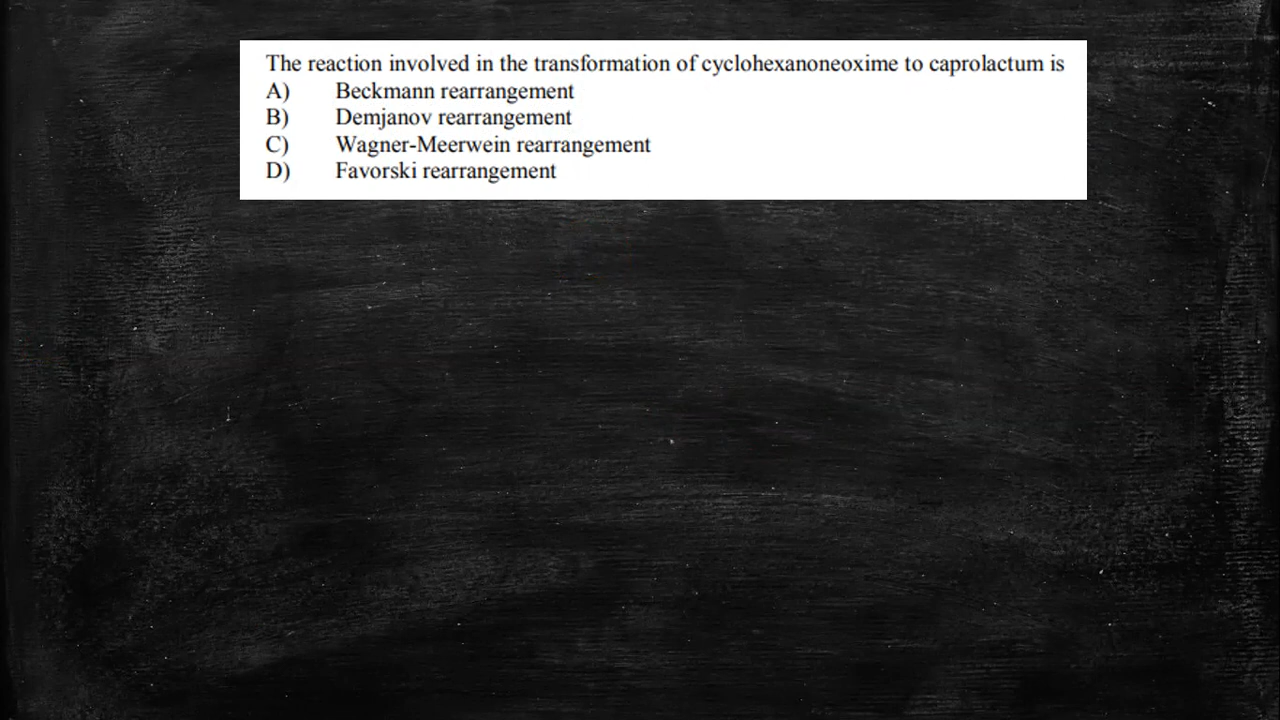 The reaction involved in the transformation of cyclohexanoneoxime to caprolactum is
A) Beckmann rearrangement
B) Demjanov rearrangement
C) Wagner-Meerwein rearrangement
D) Favorski rearrangement